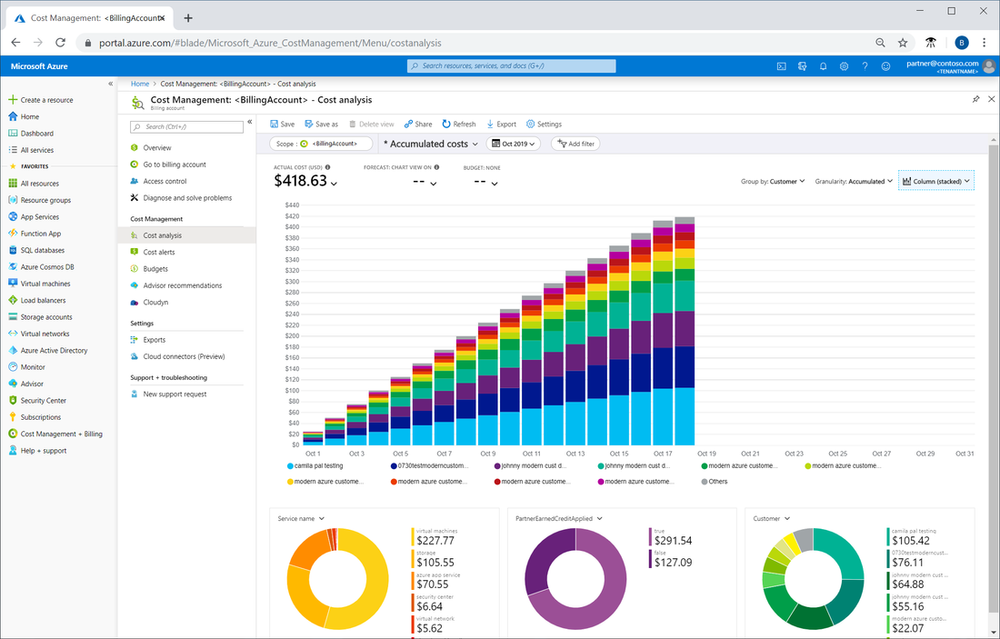 Cost Management: <BillingAccount>
portal.azure.com/#blade/Microsoft_Azure_CostManagement/Menu/costanalysis
B
Microsoft Azure
Search resources, services, and docs (G+/)
partner@contoso.com
<TENANTNAME>
Create a resource
Home
Dashboard
All services
FAVORITES
All resources
Resource groups
App Services
Function App
SQL databases
Azure Cosmos DB
Virtual machines
Load balancers
Storage accounts
Virtual networks
Azure Active Directory
Monitor
Advisor
Security Center
Subscriptions
Cost Management + Billing
Help + support
Home > Cost Management: <BillingAccount> - Cost analysis
Cost Management: <BillingAccount> - Cost analysis
Billing account
Search (Ctrl+/)
Overview
Go to billing account
Access control
Diagnose and solve problems
Cost Management
Cost analysis
Cost alerts
Budgets
Advisor recommendations
Cloudyn
Settings
Exports
Cloud connectors (Preview)
Support + troubleshooting
New support request
Save Save as Delete view Share Refresh Export Settings
Scope : <BillingAccount> * Accumulated costs Oct 2019 Add filter
ACTUAL COST (USD) FORECAST: CHART VIEW ON BUDGET: NONE
$418.63 -- --
Group by: Customer Granularity: Accumulated Column (stacked)
$440
$420
$400
$380
$360
$340
$320
$300
$280
$260
$240
$220
$200
$180
$160
$140
$120
$100
$80
$60
$40
$20
$0
Oct 1 Oct 3 Oct 5 Oct 7 Oct 9 Oct 11 Oct 13 Oct 15 Oct 17 Oct 19 Oct 21 Oct 23 Oct 25 Oct 27 Oct 29 Oct 31
camila pal testing 0730testmoderncustom... johnny modern cust d... johnny modern cust d... modern azure custome... modern azure custome...
modern azure custome... modern azure custome... modern azure custome... modern azure custome... Others
Service name
virtual machines
$227.77
storage
$105.55
azure app service
$70.55
security center
$6.64
virtual network
$5.62
PartnerEarnedCreditApplied
true
$291.54
false
$127.09
Customer
camila pal testing
$105.42
0730testmoderncust...
$76.11
johnny modern cust ...
$64.88
johnny modern cust ...
$55.16
modern azure custo...
$22.07